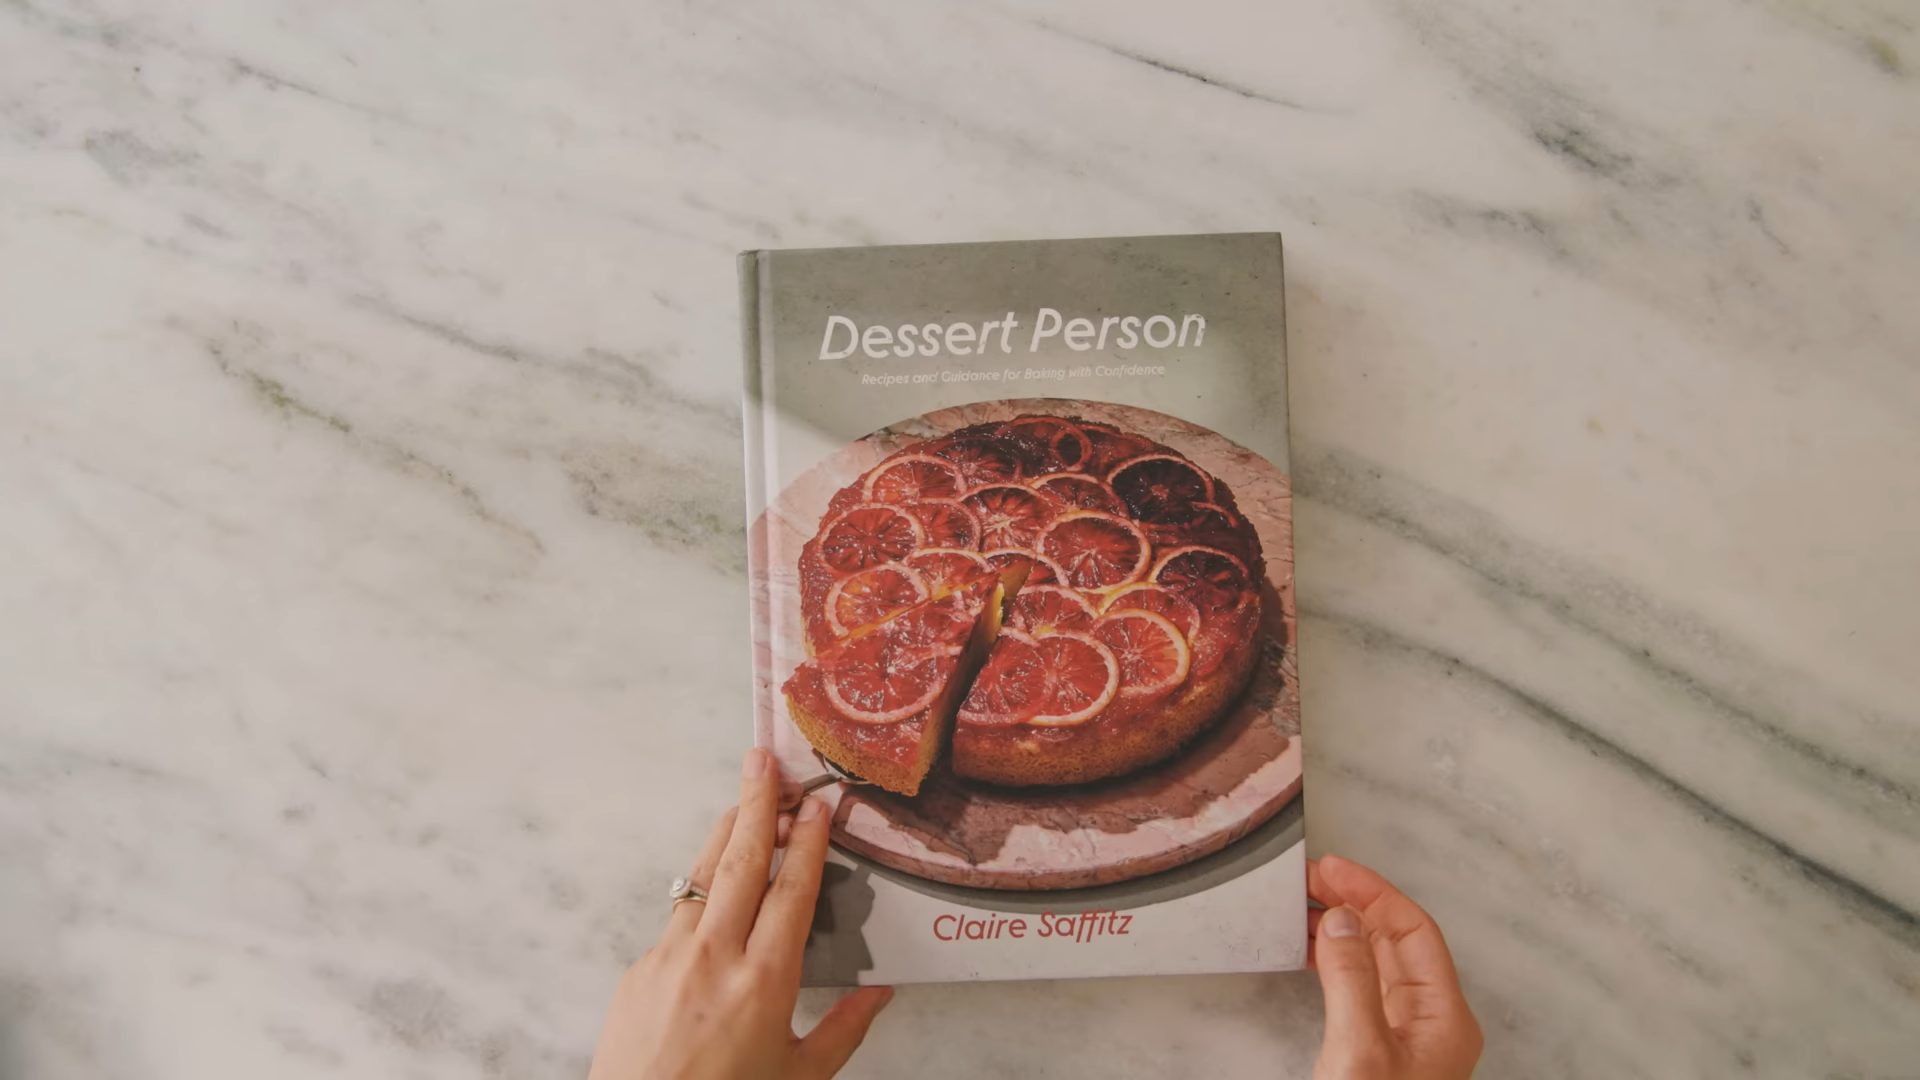 Dessert Person
Recipes and Guidance for Baking with Confidence
Claire Saffitz